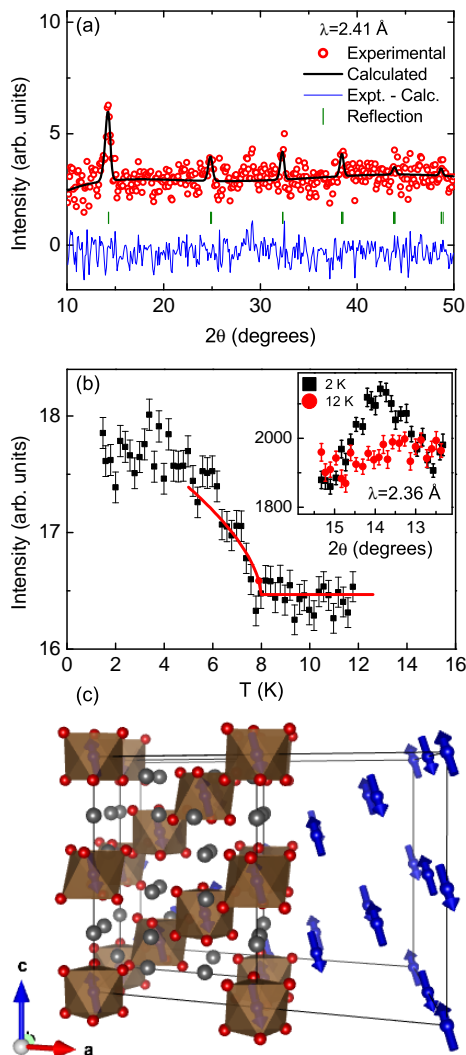 (a)
λ=2.41 Å
Experimental
Calculated
Expt. - Calc.
Reflection
10
5
0
Intensity (arb. units)
10 20 30 40 50
2θ (degrees)
(b)
2 K
12 K
2000
1900
1800
λ=2.36 Å
15 14 13
2θ (degrees)
18
17
16
Intensity (arb. units)
0 2 4 6 8 10 12 14 16
T (K)
(c)
c
a